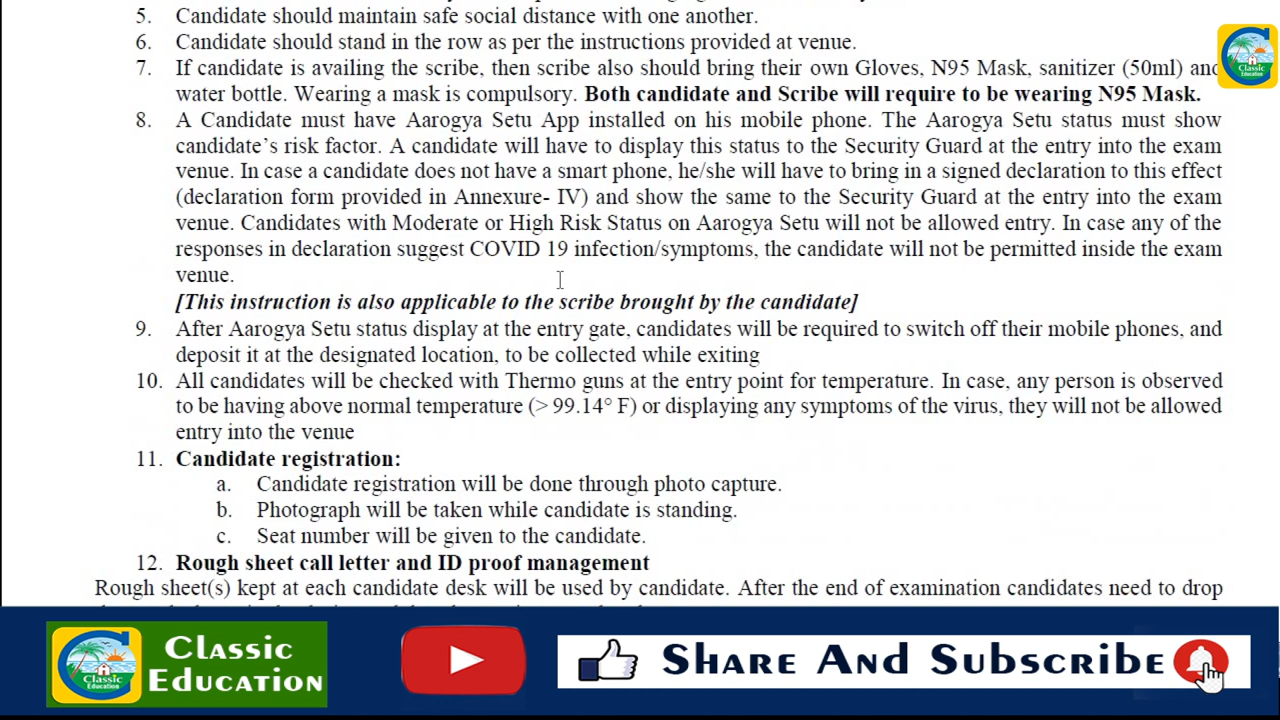 5. Candidate should maintain safe social distance with one another.
6. Candidate should stand in the row as per the instructions provided at venue.
7. If candidate is availing the scribe, then scribe also should bring their own Gloves, N95 Mask, sanitizer (50ml) and
water bottle. Wearing a mask is compulsory. Both candidate and Scribe will require to be wearing N95 Mask.
8. A Candidate must have Aarogya Setu App installed on his mobile phone. The Aarogya Setu status must show
candidate's risk factor. A candidate will have to display this status to the Security Guard at the entry into the exam
venue. In case a candidate does not have a smart phone, he/she will have to bring in a signed declaration to this effect
(declaration form provided in Annexure- IV) and show the same to the Security Guard at the entry into the exam
venue. Candidates with Moderate or High Risk Status on Aarogya Setu will not be allowed entry. In case any of the
responses in declaration suggest COVID 19 infection/symptoms, the candidate will not be permitted inside the exam
venue.
[This instruction is also applicable to the scribe brought by the candidate]
9. After Aarogya Setu status display at the entry gate, candidates will be required to switch off their mobile phones, and
deposit it at the designated location, to be collected while exiting
10. All candidates will be checked with Thermo guns at the entry point for temperature. In case, any person is observed
to be having above normal temperature (> 99.14° F) or displaying any symptoms of the virus, they will not be allowed
entry into the venue
11. Candidate registration:
a. Candidate registration will be done through photo capture.
b. Photograph will be taken while candidate is standing.
c. Seat number will be given to the candidate.
12. Rough sheet call letter and ID proof management
Rough sheet(s) kept at each candidate desk will be used by candidate. After the end of examination candidates need to drop
Classic
Education
Classic
Education
Classic
Education
Share And Subscribe